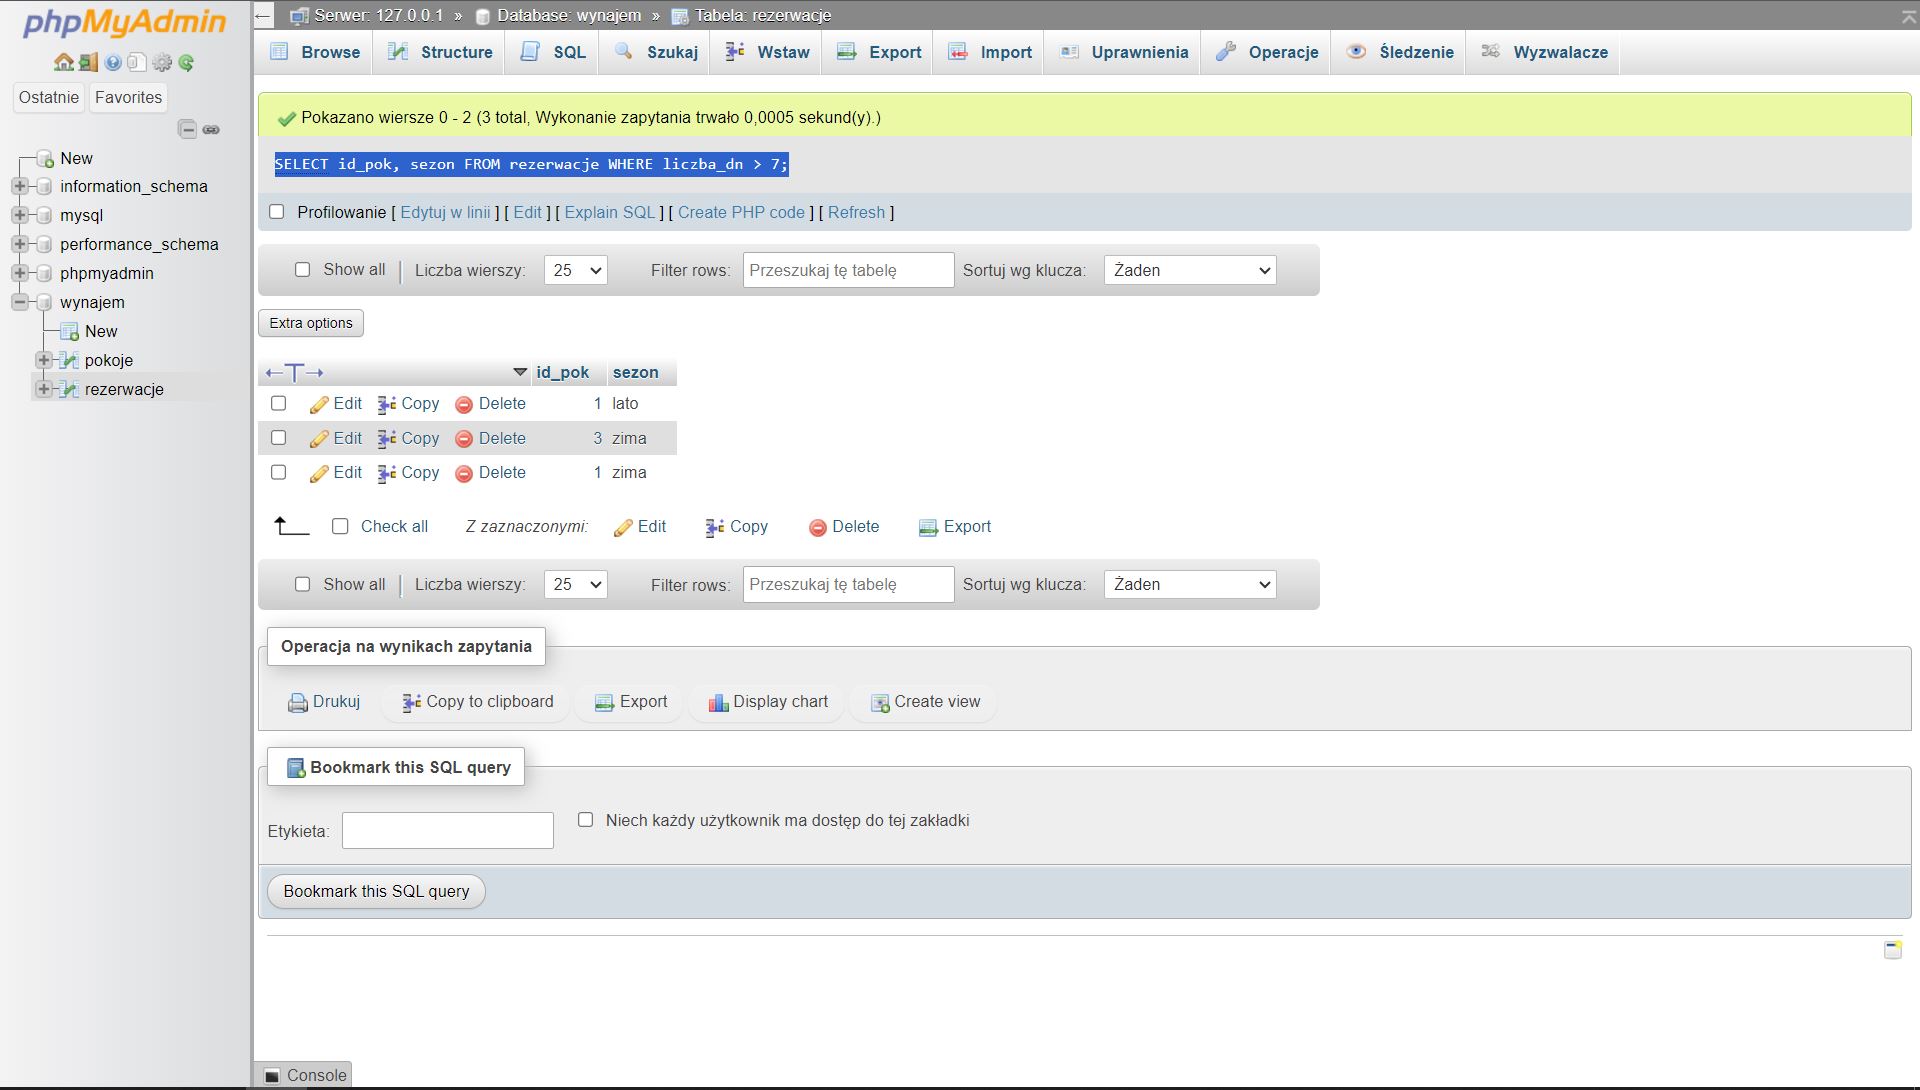 phpMyAdmin
Ostatnie Favorites
New
information_schema
mysql
performance_schema
phpmyadmin
wynajem
New
pokoje
rezerwacje
Serwer: 127.0.0.1 » Database: wynajem » Tabela: rezerwacje
Browse Structure SQL Szukaj Wstaw Export Import Uprawnienia Operacje Śledzenie Wyzwalacze
Pokazano wiersze 0 - 2 (3 total, Wykonanie zapytania trwało 0,0005 sekund(y).)
SELECT id_pok, sezon FROM rezerwacje WHERE liczba_dn > 7;
Profilowanie [ Edytuj w linii ] [ Edit ] [ Explain SQL ] [ Create PHP code ] [ Refresh ]
Show all | Liczba wierszy: 25 Filter rows: Przeszukaj tę tabelę Sortuj wg klucza: Żaden
Extra options
←T→ id_pok sezon
Edit Copy Delete 1 lato
Edit Copy Delete 3 zima
Edit Copy Delete 1 zima
Check all Z zaznaczonymi: Edit Copy Delete Export
Show all | Liczba wierszy: 25 Filter rows: Przeszukaj tę tabelę Sortuj wg klucza: Żaden
Operacja na wynikach zapytania
Drukuj Copy to clipboard Export Display chart Create view
Bookmark this SQL query
Etykieta: Niech każdy użytkownik ma dostęp do tej zakładki
Bookmark this SQL query
Console